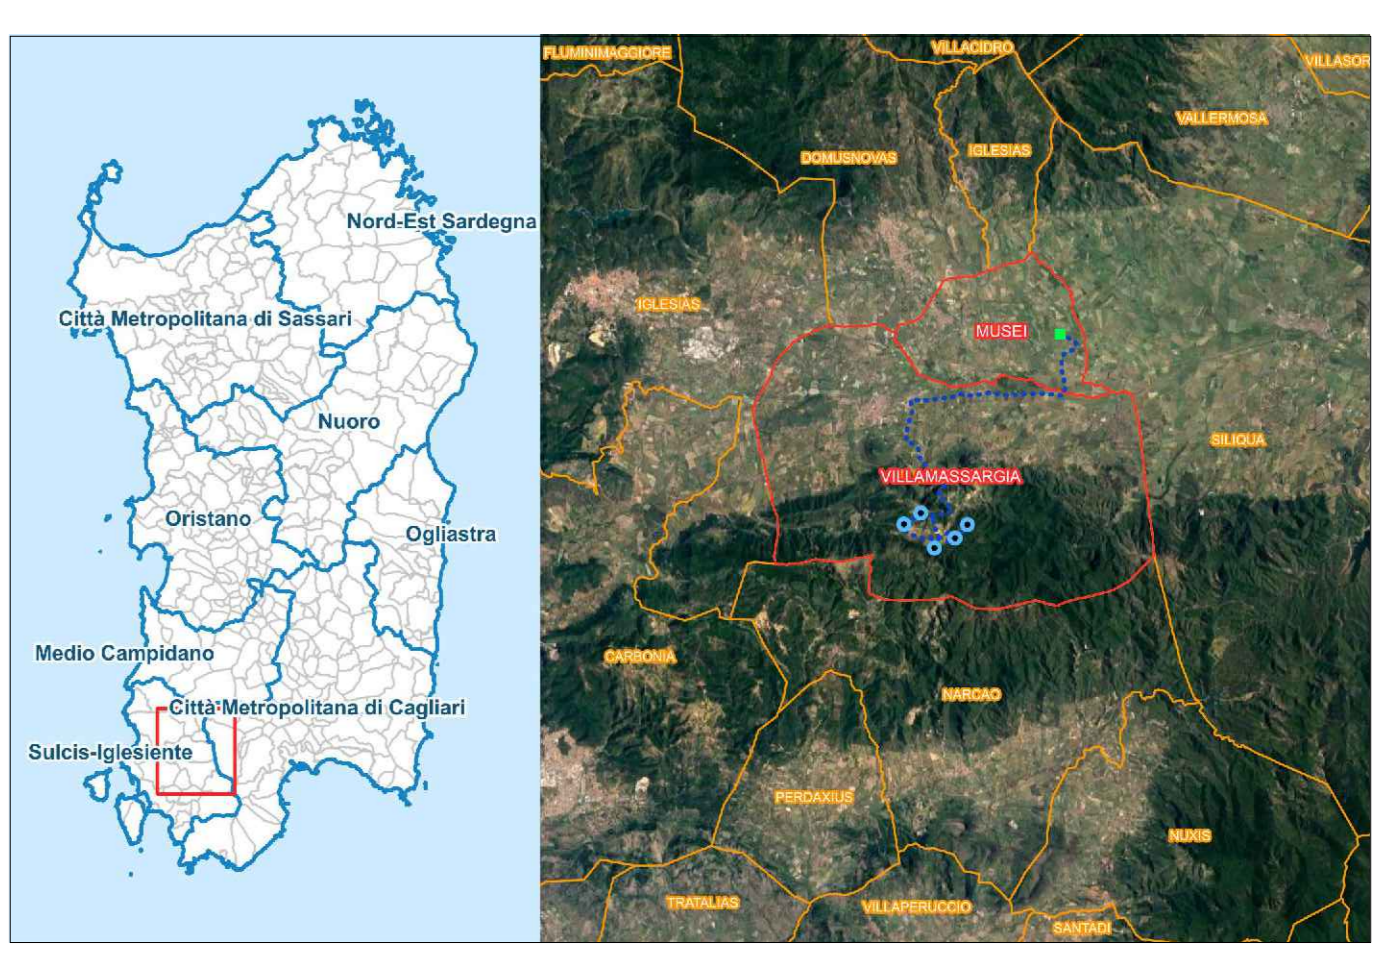 Nord-Est Sardegna
Città Metropolitana di Sassari
Nuoro
Oristano
Ogliastra
Medio Campidano
Città Metropolitana di Cagliari
Sulcis-Iglesiente
FLUMINIMAGGIORE
VILLACIDRO
VILLASOR
VALLERMOSA
DOMUSNOVAS
IGLESIAS
IGLESIAS
MUSEI
SILIQUA
VILLAMASSARGIA
CARBONIA
NARCAO
PERDAXIUS
NUXIS
TRATALIAS
VILLAPERUCCIO
SANTADI